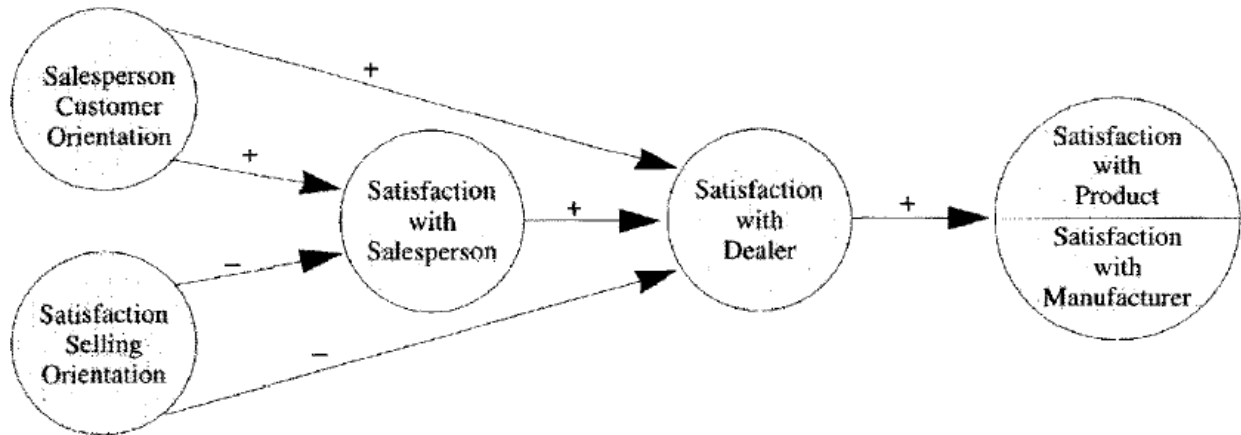 Salesperson
Customer
Orientation
+
+
Satisfaction
with
Salesperson
+
Satisfaction
with
Dealer
+
Satisfaction
with
Product
Satisfaction
with
Manufacturer
–
Satisfaction
Selling
Orientation
–